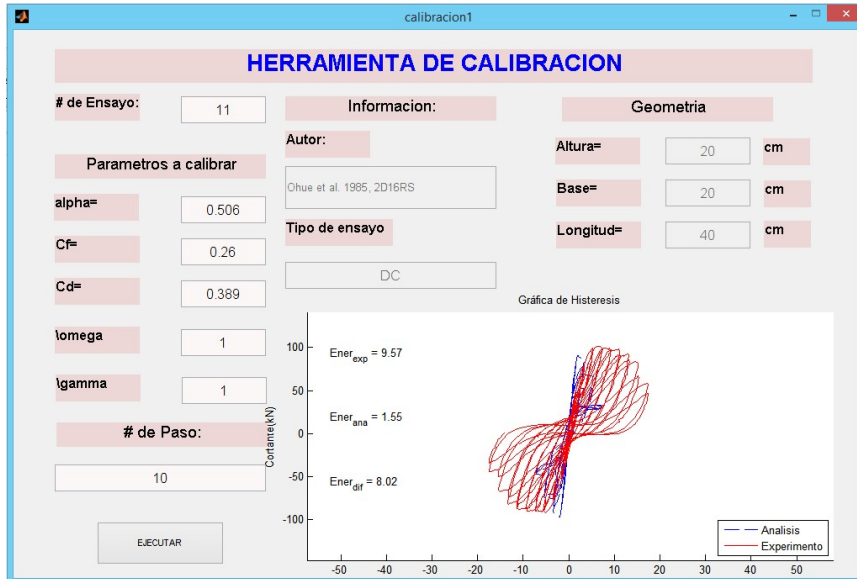 calibracion1
HERRAMIENTA DE CALIBRACION
# de Ensayo:
11
Parametros a calibrar
alpha=
0.506
Cf=
0.26
Cd=
0.389
\omega
1
\gamma
1
# de Paso:
10
EJECUTAR
Informacion:
Autor:
Ohue et al. 1985, 2D16RS
Tipo de ensayo
DC
Geometria
Altura=
20
cm
Base=
20
cm
Longitud=
40
cm
Gráfica de Histeresis
Cortante(kN)
100
50
0
-50
-100
Ener_exp = 9.57
Ener_ana = 1.55
Ener_dif = 8.02
Analisis
Experimento
-50 -40 -30 -20 -10 0 10 20 30 40 50